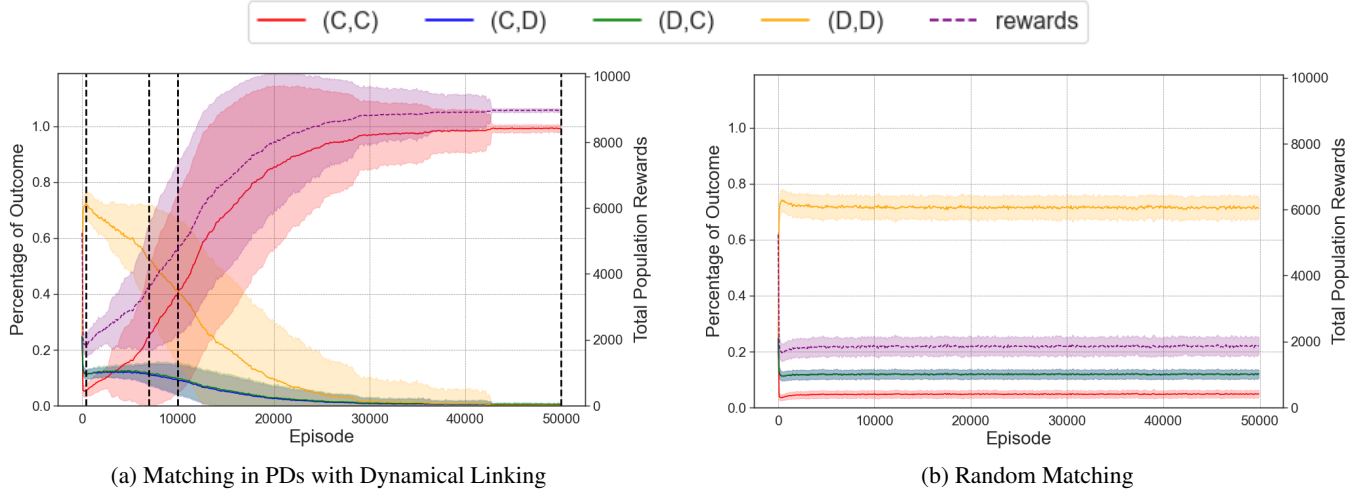 (C,C) (C,D) (D,C) (D,D) rewards
Percentage of Outcome
1.0
0.8
0.6
0.4
0.2
0.0
0 10000 20000 30000 40000 50000
Episode
10000
8000
6000
4000
2000
0
Total Population Rewards
(a) Matching in PDs with Dynamical Linking
Percentage of Outcome
1.0
0.8
0.6
0.4
0.2
0.0
0 10000 20000 30000 40000 50000
Episode
10000
8000
6000
4000
2000
0
Total Population Rewards
(b) Random Matching